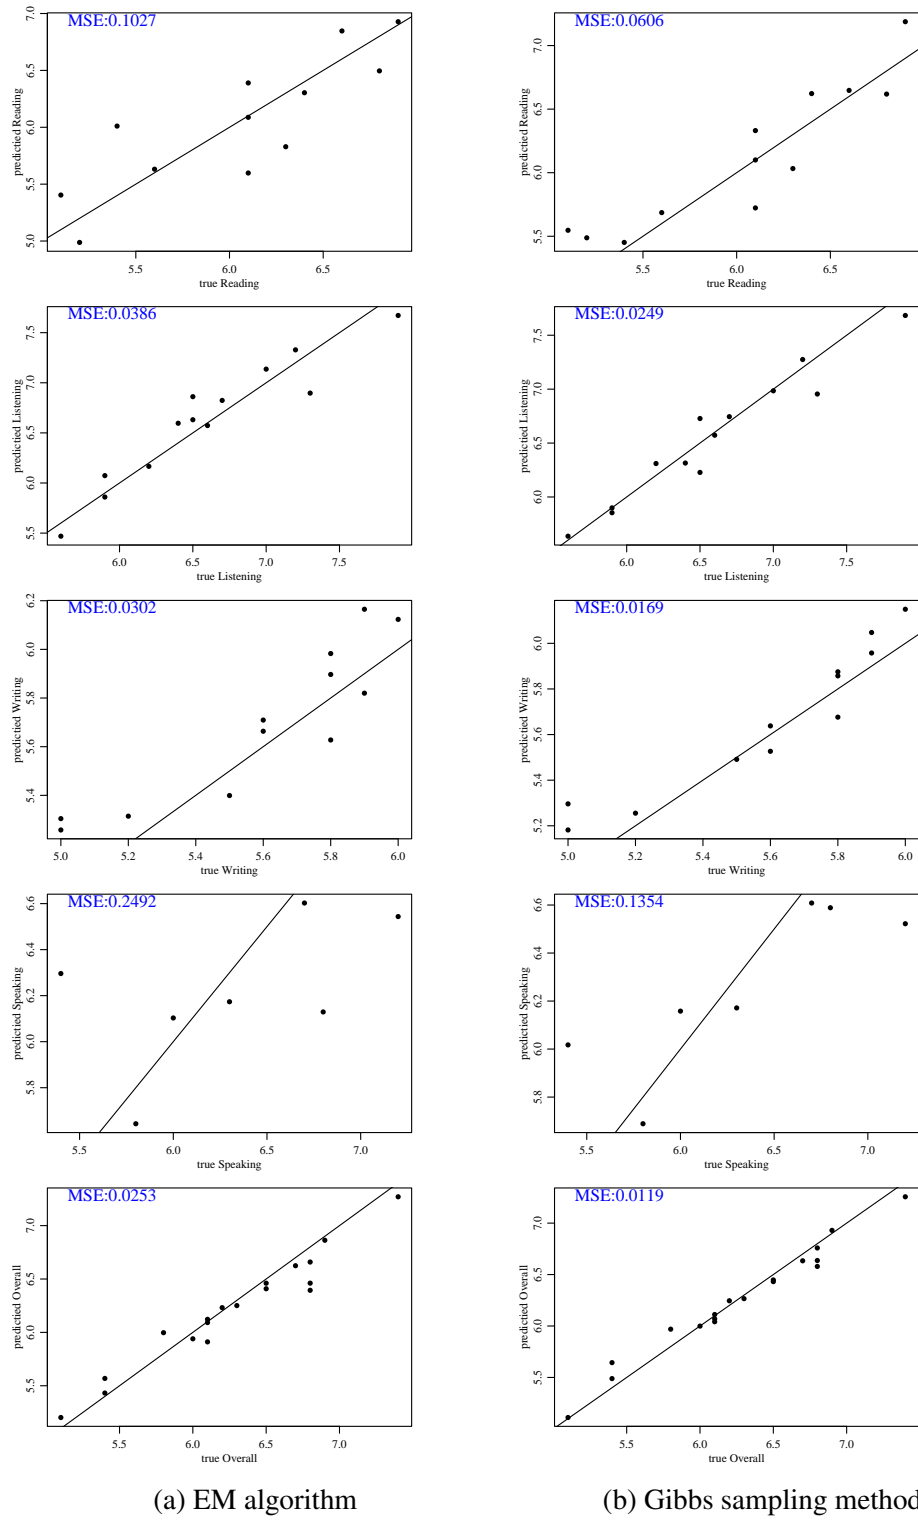 MSE:0.1027
7.0
6.5
6.0
5.5
5.0
predictied Reading
5.5 6.0 6.5
true Reading
MSE:0.0606
7.0
6.5
6.0
5.5
predictied Reading
5.5 6.0 6.5
true Reading
MSE:0.0386
7.5
7.0
6.5
6.0
5.5
predictied Listening
6.0 6.5 7.0 7.5
true Listening
MSE:0.0249
7.5
7.0
6.5
6.0
predictied Listening
6.0 6.5 7.0 7.5
true Listening
MSE:0.0302
6.2
6.0
5.8
5.6
5.4
predictied Writing
5.0 5.2 5.4 5.6 5.8 6.0
true Writing
MSE:0.0169
6.0
5.8
5.6
5.4
5.2
predictied Writing
5.0 5.2 5.4 5.6 5.8 6.0
true Writing
MSE:0.2492
6.6
6.4
6.2
6.0
5.8
predictied Speaking
5.5 6.0 6.5 7.0
true Speaking
MSE:0.1354
6.6
6.4
6.2
6.0
5.8
predictied Speaking
5.5 6.0 6.5 7.0
true Speaking
MSE:0.0253
7.0
6.5
6.0
5.5
predictied Overall
5.5 6.0 6.5 7.0
true Overall
MSE:0.0119
7.0
6.5
6.0
5.5
predictied Overall
5.5 6.0 6.5 7.0
true Overall
(a) EM algorithm
(b) Gibbs sampling method